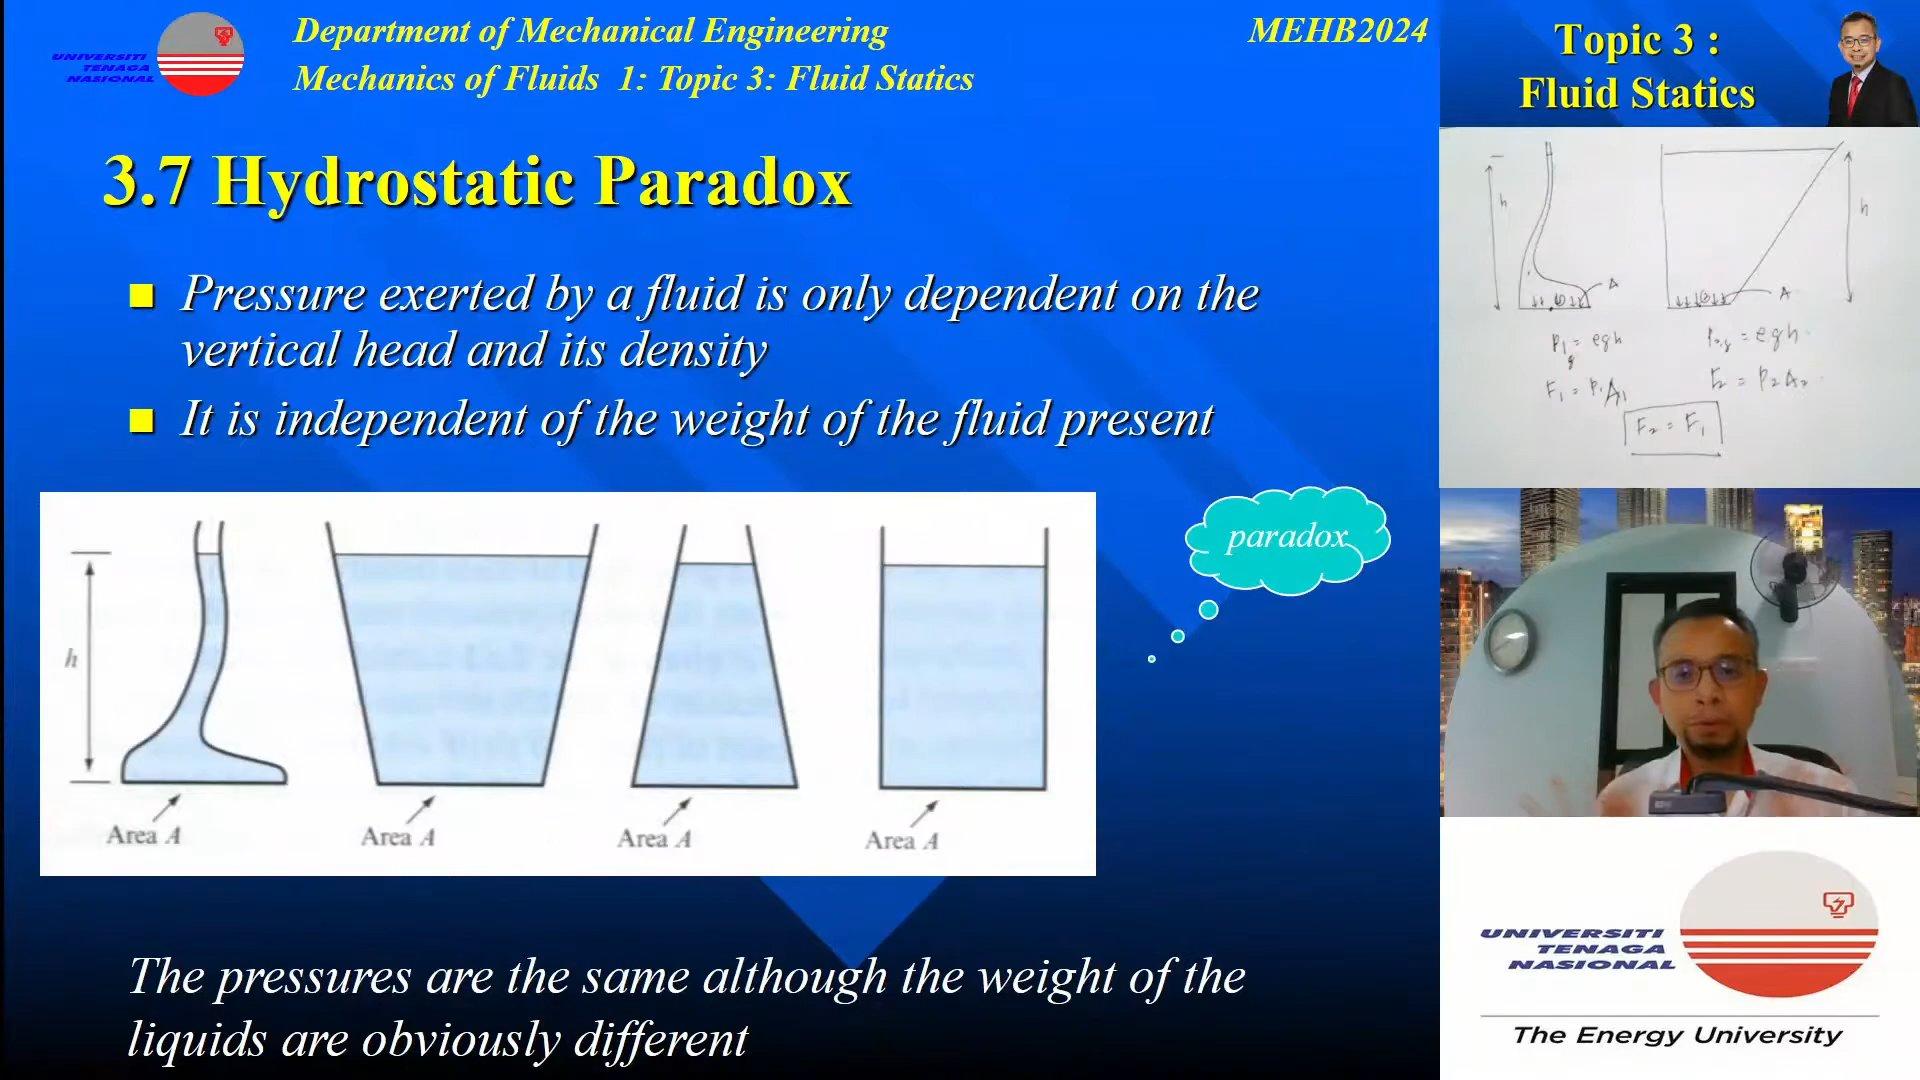 UNIVERSITI
TENAGA
NASIONAL
Department of Mechanical Engineering
MEHB2024
Mechanics of Fluids 1: Topic 3: Fluid Statics
3.7 Hydrostatic Paradox
Pressure exerted by a fluid is only dependent on the
vertical head and its density
It is independent of the weight of the fluid present
paradox
h
Area A
Area A
Area A
Area A
The pressures are the same although the weight of the
liquids are obviously different
Topic 3 :
Fluid Statics
h
h
A
A
F₁ = P₁A₁
F₂ = P₂A₂
F₂ = F₁
UNIVERSITI
TENAGA
NASIONAL
The Energy University